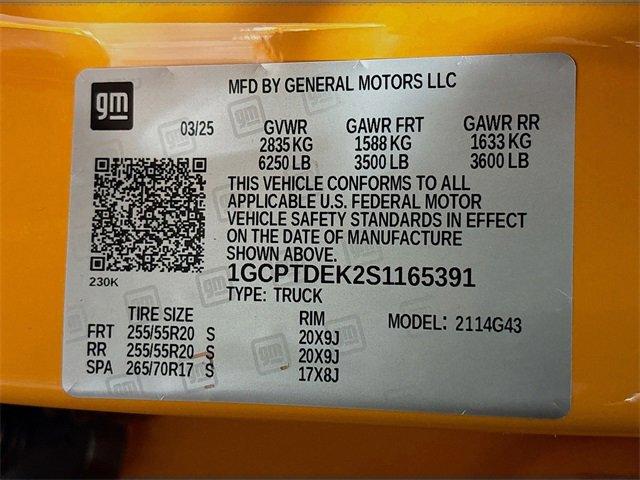 gm
MFD BY GENERAL MOTORS LLC
03/25
GVWR GAWR FRT GAWR RR
2835 KG 1588 KG 1633 KG
6250 LB 3500 LB 3600 LB
THIS VEHICLE CONFORMS TO ALL
APPLICABLE U.S. FEDERAL MOTOR
VEHICLE SAFETY STANDARDS IN EFFECT
ON THE DATE OF MANUFACTURE
SHOWN ABOVE.
1GCPTDEK2S1165391
230K
TYPE: TRUCK
TIRE SIZE RIM MODEL: 2114G43
FRT 255/55R20 S 20X9J
RR 255/55R20 S 20X9J
SPA 265/70R17 S 17X8J